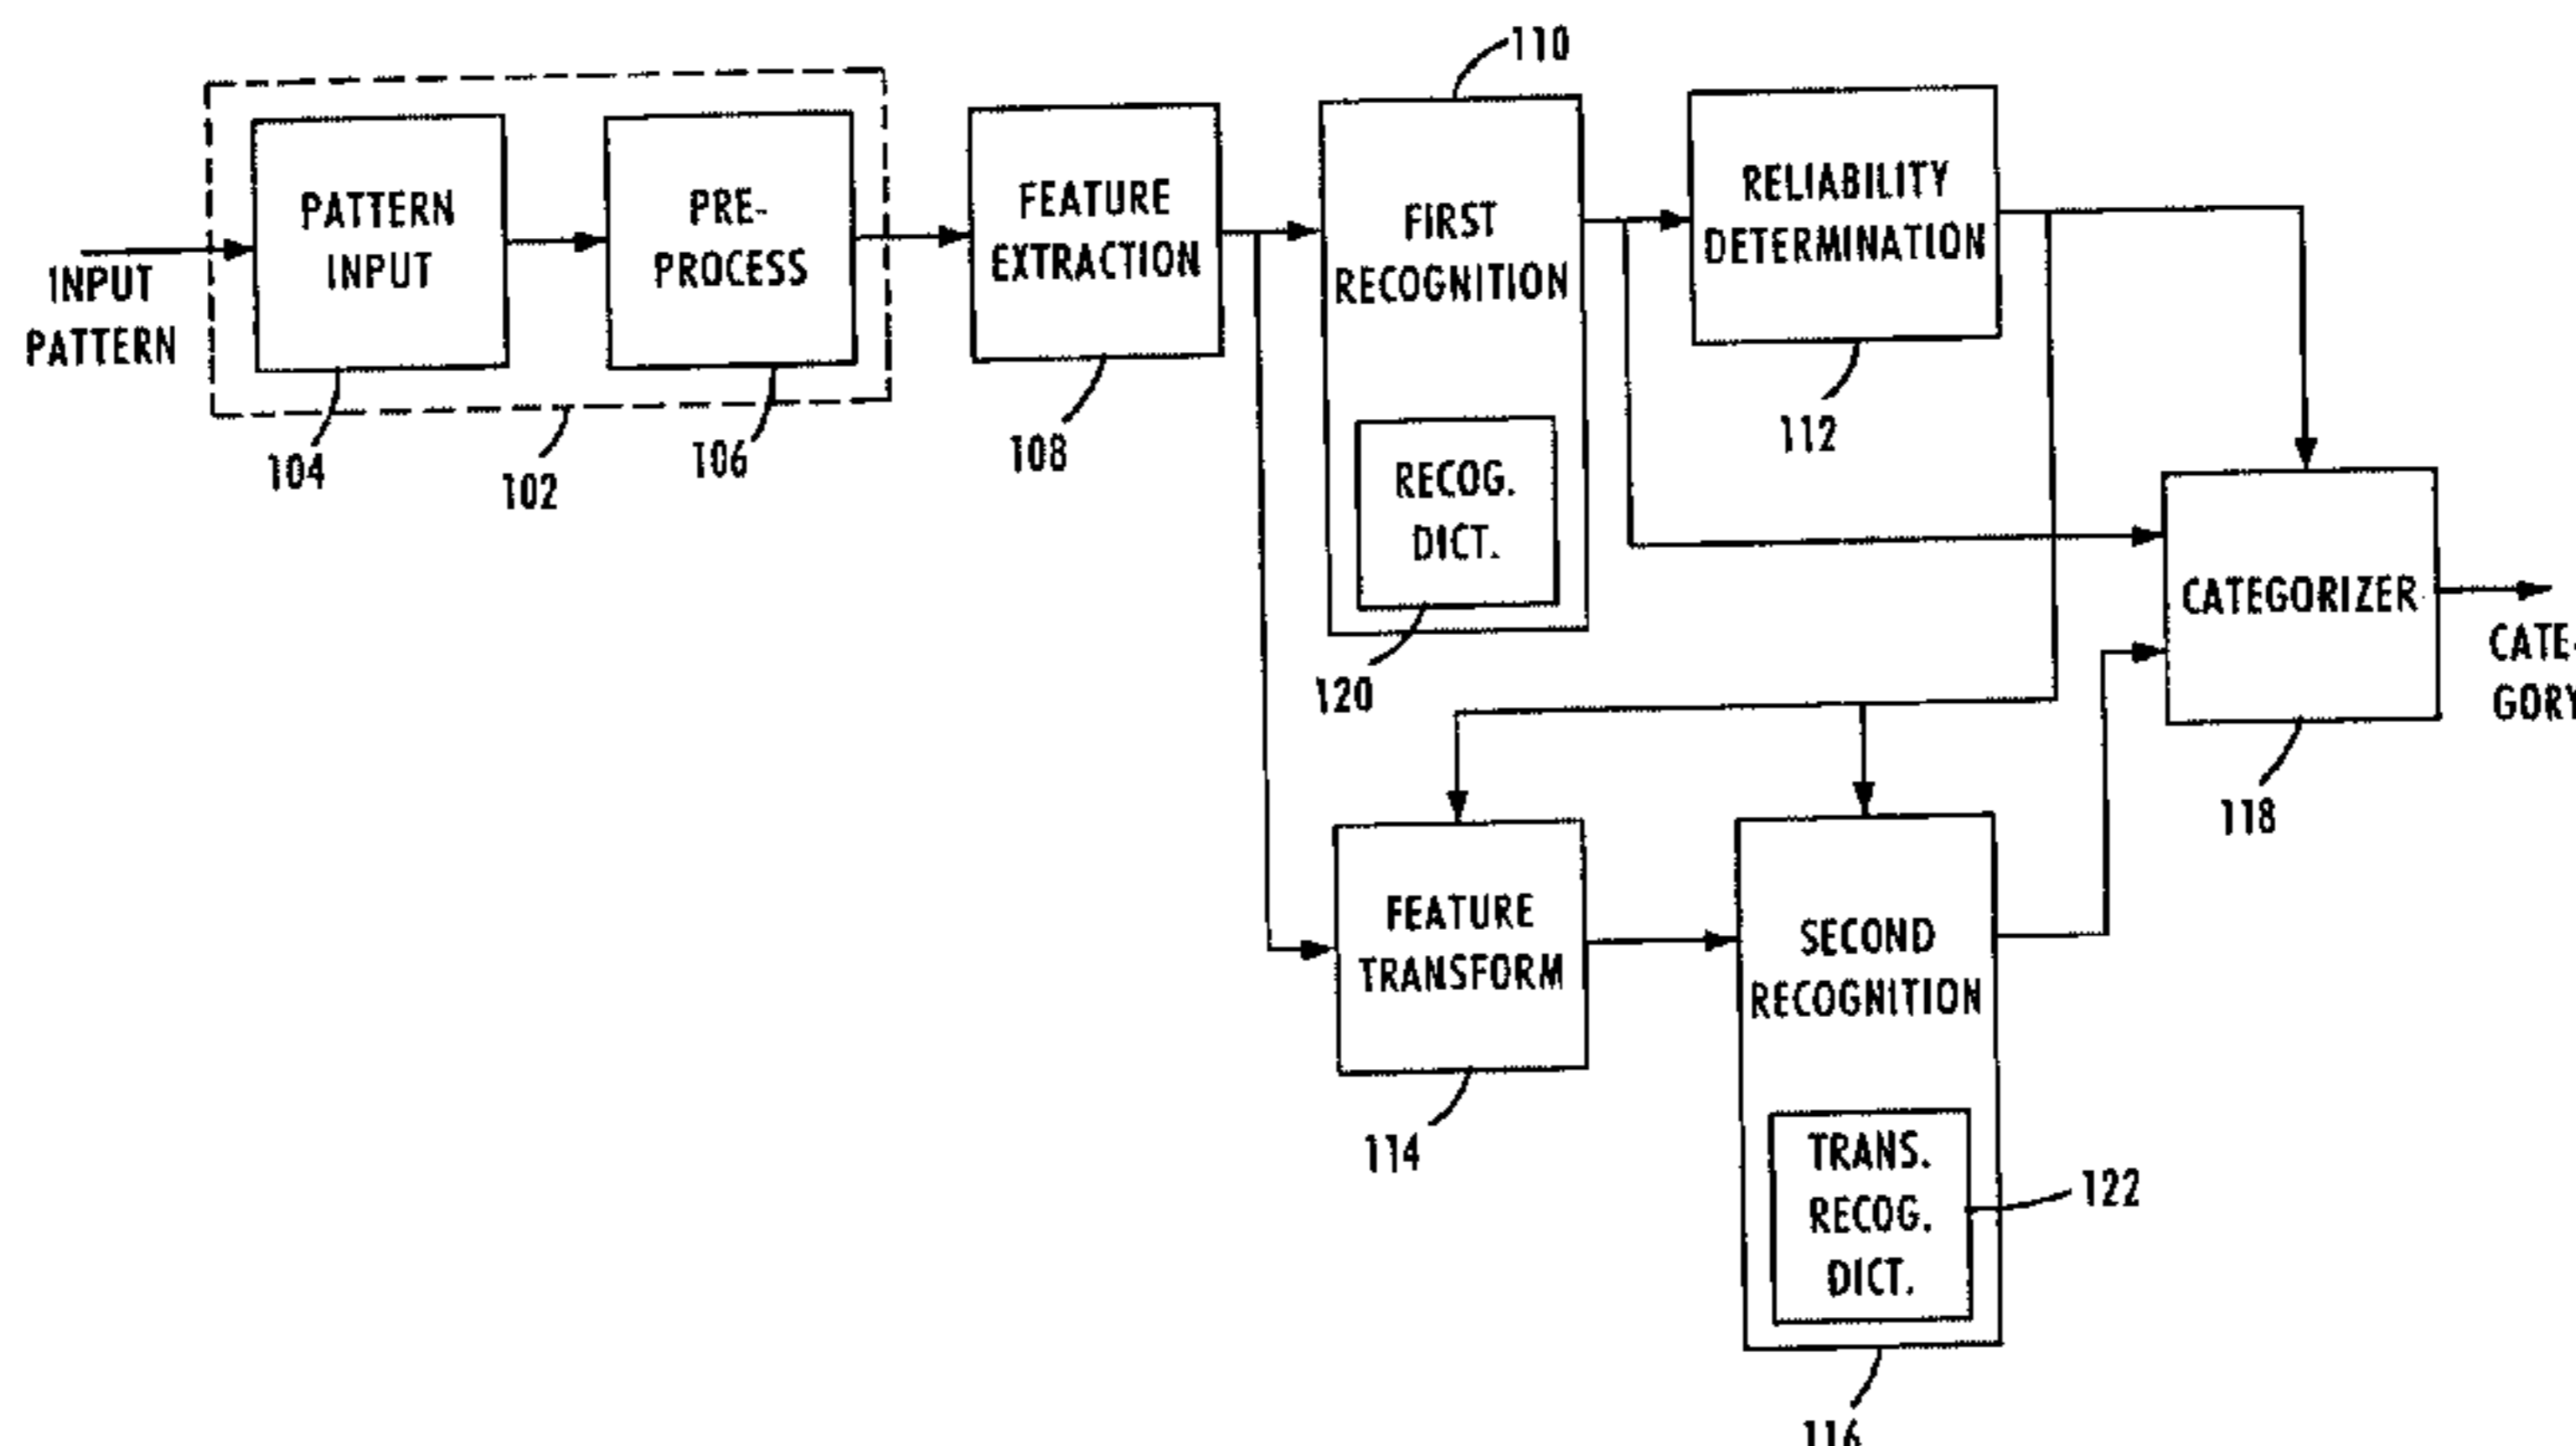 INPUT
PATTERN
PATTERN
INPUT
104
102
PRE-
PROCESS
106
FEATURE
EXTRACTION
108
110
FIRST
RECOGNITION
RECOG.
DICT.
120
RELIABILITY
DETERMINATION
112
CATEGORIZER
118
CATE-
GORY
FEATURE
TRANSFORM
114
SECOND
RECOGNITION
TRANS.
RECOG.
DICT.
122
116